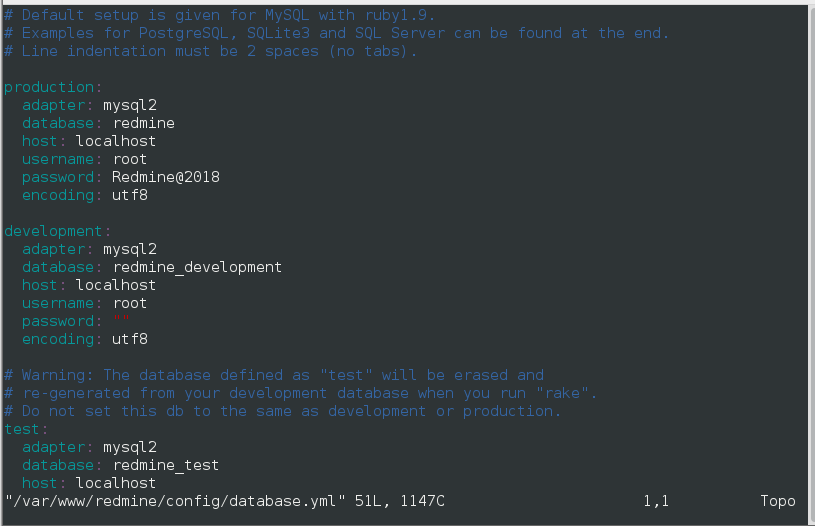 # Default setup is given for MySQL with ruby1.9.
# Examples for PostgreSQL, SQLite3 and SQL Server can be found at the end.
# Line indentation must be 2 spaces (no tabs).

production:
  adapter: mysql2
  database: redmine
  host: localhost
  username: root
  password: Redmine@2018
  encoding: utf8

development:
  adapter: mysql2
  database: redmine_development
  host: localhost
  username: root
  password: ""
  encoding: utf8

# Warning: The database defined as "test" will be erased and
# re-generated from your development database when you run "rake".
# Do not set this db to the same as development or production.
test:
  adapter: mysql2
  database: redmine_test
  host: localhost
"/var/www/redmine/config/database.yml" 51L, 1147C 1,1 Topo